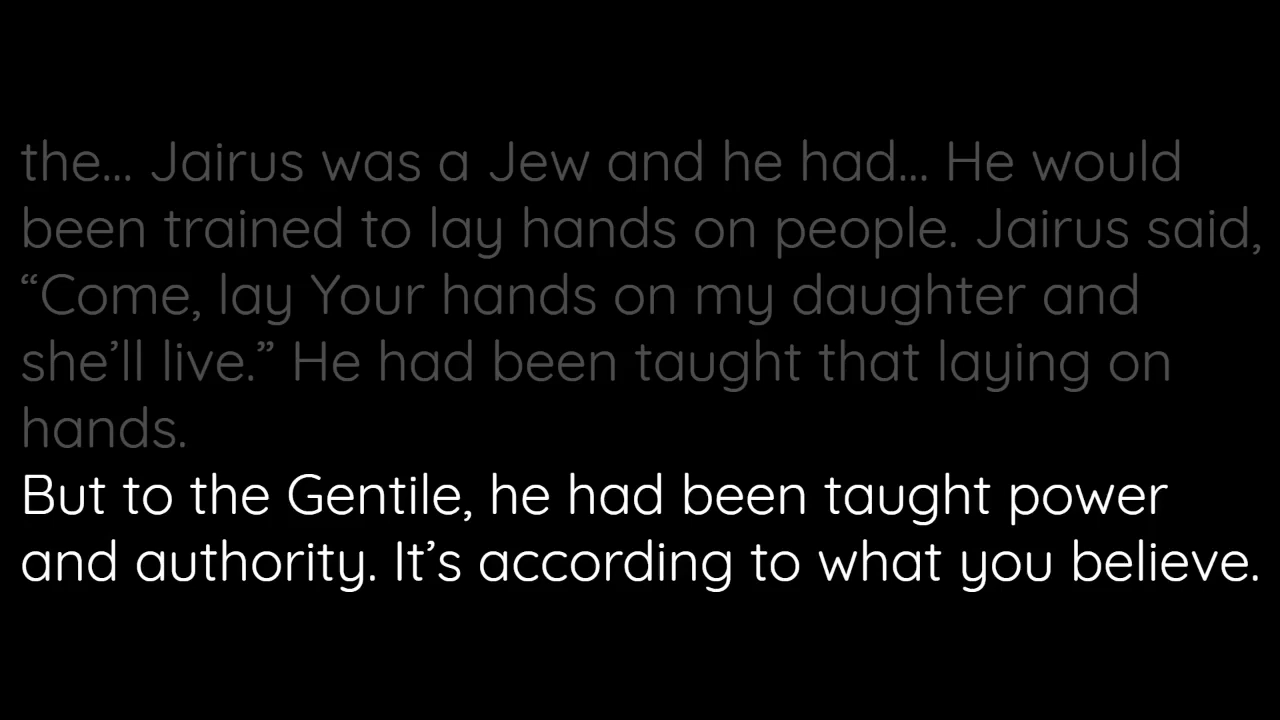 the... Jairus was a Jew and he had... He would
been trained to lay hands on people. Jairus said,
“Come, lay Your hands on my daughter and
she’ll live.” He had been taught that laying on
hands.
But to the Gentile, he had been taught power
and authority. It’s according to what you believe.